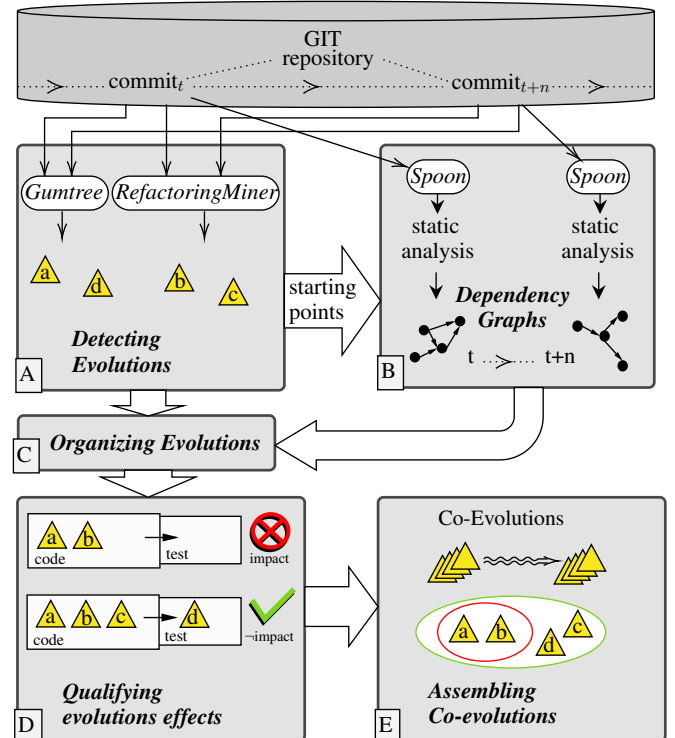 GIT
repository
commit_t
commit_{t+n}
Gumtree
RefactoringMiner
a
d
b
c
Detecting
Evolutions
A
starting
points
Spoon
Spoon
static
analysis
static
analysis
Dependency
Graphs
t
t+n
B
C
Organizing Evolutions
a
b
code
test
impact
a
b
c
d
code
test
¬impact
Qualifying
evolutions effects
D
Co-Evolutions
a
b
d
c
Assembling
Co-evolutions
E